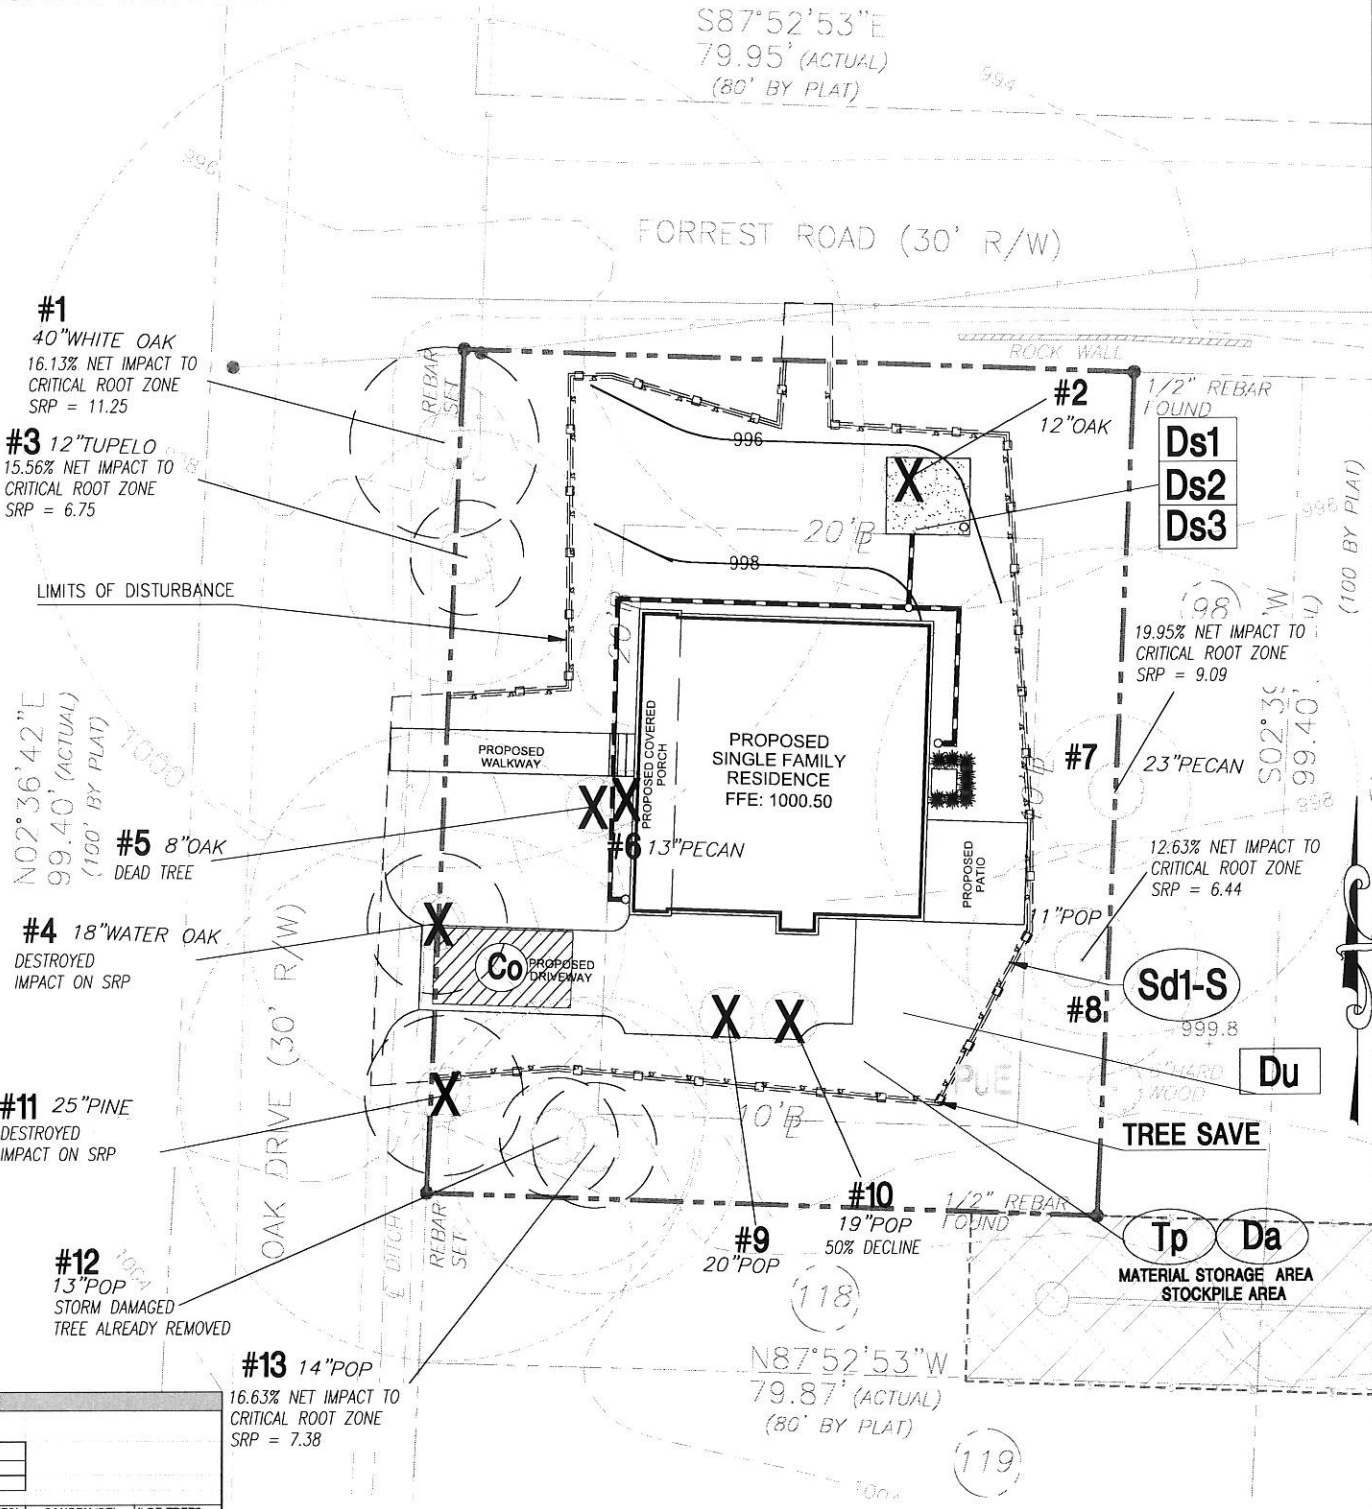 S87°52'53"E
79.95' (ACTUAL)
(80' BY PLAT)
994
996
FORREST ROAD (30' R/W)
#1
40"WHITE OAK
16.13% NET IMPACT TO
CRITICAL ROOT ZONE
SRP = 11.25
REBAR
SET
ROCK WALL
1/2" REBAR
FOUND
#2
12"OAK
#3 12"TUPELO
15.56% NET IMPACT TO
CRITICAL ROOT ZONE
SRP = 6.75
996
X
Ds1
Ds2
Ds3
996
(100 BY PLAT)
20' BL
998
LIMITS OF DISTURBANCE
20'
98
19.95% NET IMPACT TO
CRITICAL ROOT ZONE
SRP = 9.09
N02°36'42"E
99.40' (ACTUAL)
(100' BY PLAT)
1000
PROPOSED
WALKWAY
PROPOSED COVERED
PORCH
PROPOSED
SINGLE FAMILY
RESIDENCE
FFE: 1000.50
#7
23"PECAN
99.40'
998
X X
#5 8"OAK
DEAD TREE
#6 13"PECAN
PROPOSED
PATIO
12.63% NET IMPACT TO
CRITICAL ROOT ZONE
SRP = 6.44
11"POP
#4 18"WATER OAK
DESTROYED
IMPACT ON SRP
X
Co
PROPOSED
DRIVEWAY
Sd1-S
#8
999.8
X X
OAK DRIVE (30' R/W)
PUE
HARD
WOOD
Du
#11 25"PINE
DESTROYED
IMPACT ON SRP
X
10' BL
TREE SAVE
#10
19"POP
50% DECLINE
1/2" REBAR
FOUND
#9
20"POP
DITCH
REBAR
SET
Tp
Da
MATERIAL STORAGE AREA
STOCKPILE AREA
#12
13"POP
STORM DAMAGED
TREE ALREADY REMOVED
1004
118
#13 14"POP
16.63% NET IMPACT TO
CRITICAL ROOT ZONE
SRP = 7.38
N87°52'53"W
79.87' (ACTUAL)
(80' BY PLAT)
119